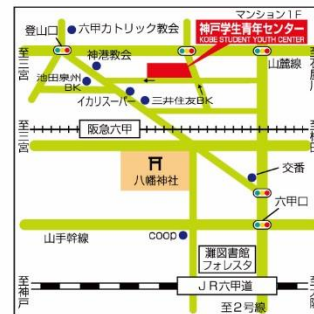 マンション1F
登山口
六甲カトリック教会
神戸学生青年センター
KOBE STUDENT YOUTH CENTER
神港教会
至三宮
池田泉州
BK
イカリスーパー
三井住友BK
山麓線
至三宮
阪急六甲
八幡神社
交番
六甲口
山手幹線
coop
灘図書館
フォレスタ
至神戸
JR六甲道
至2号線